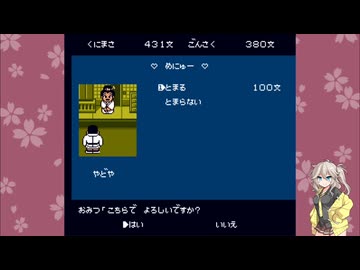 くにまさ 431文 ごんさく 380文
♡ めにゅー ♡
とまる 100文
とまらない
やどや
おみつ「こちらで よろしいですか?
はい いいえ